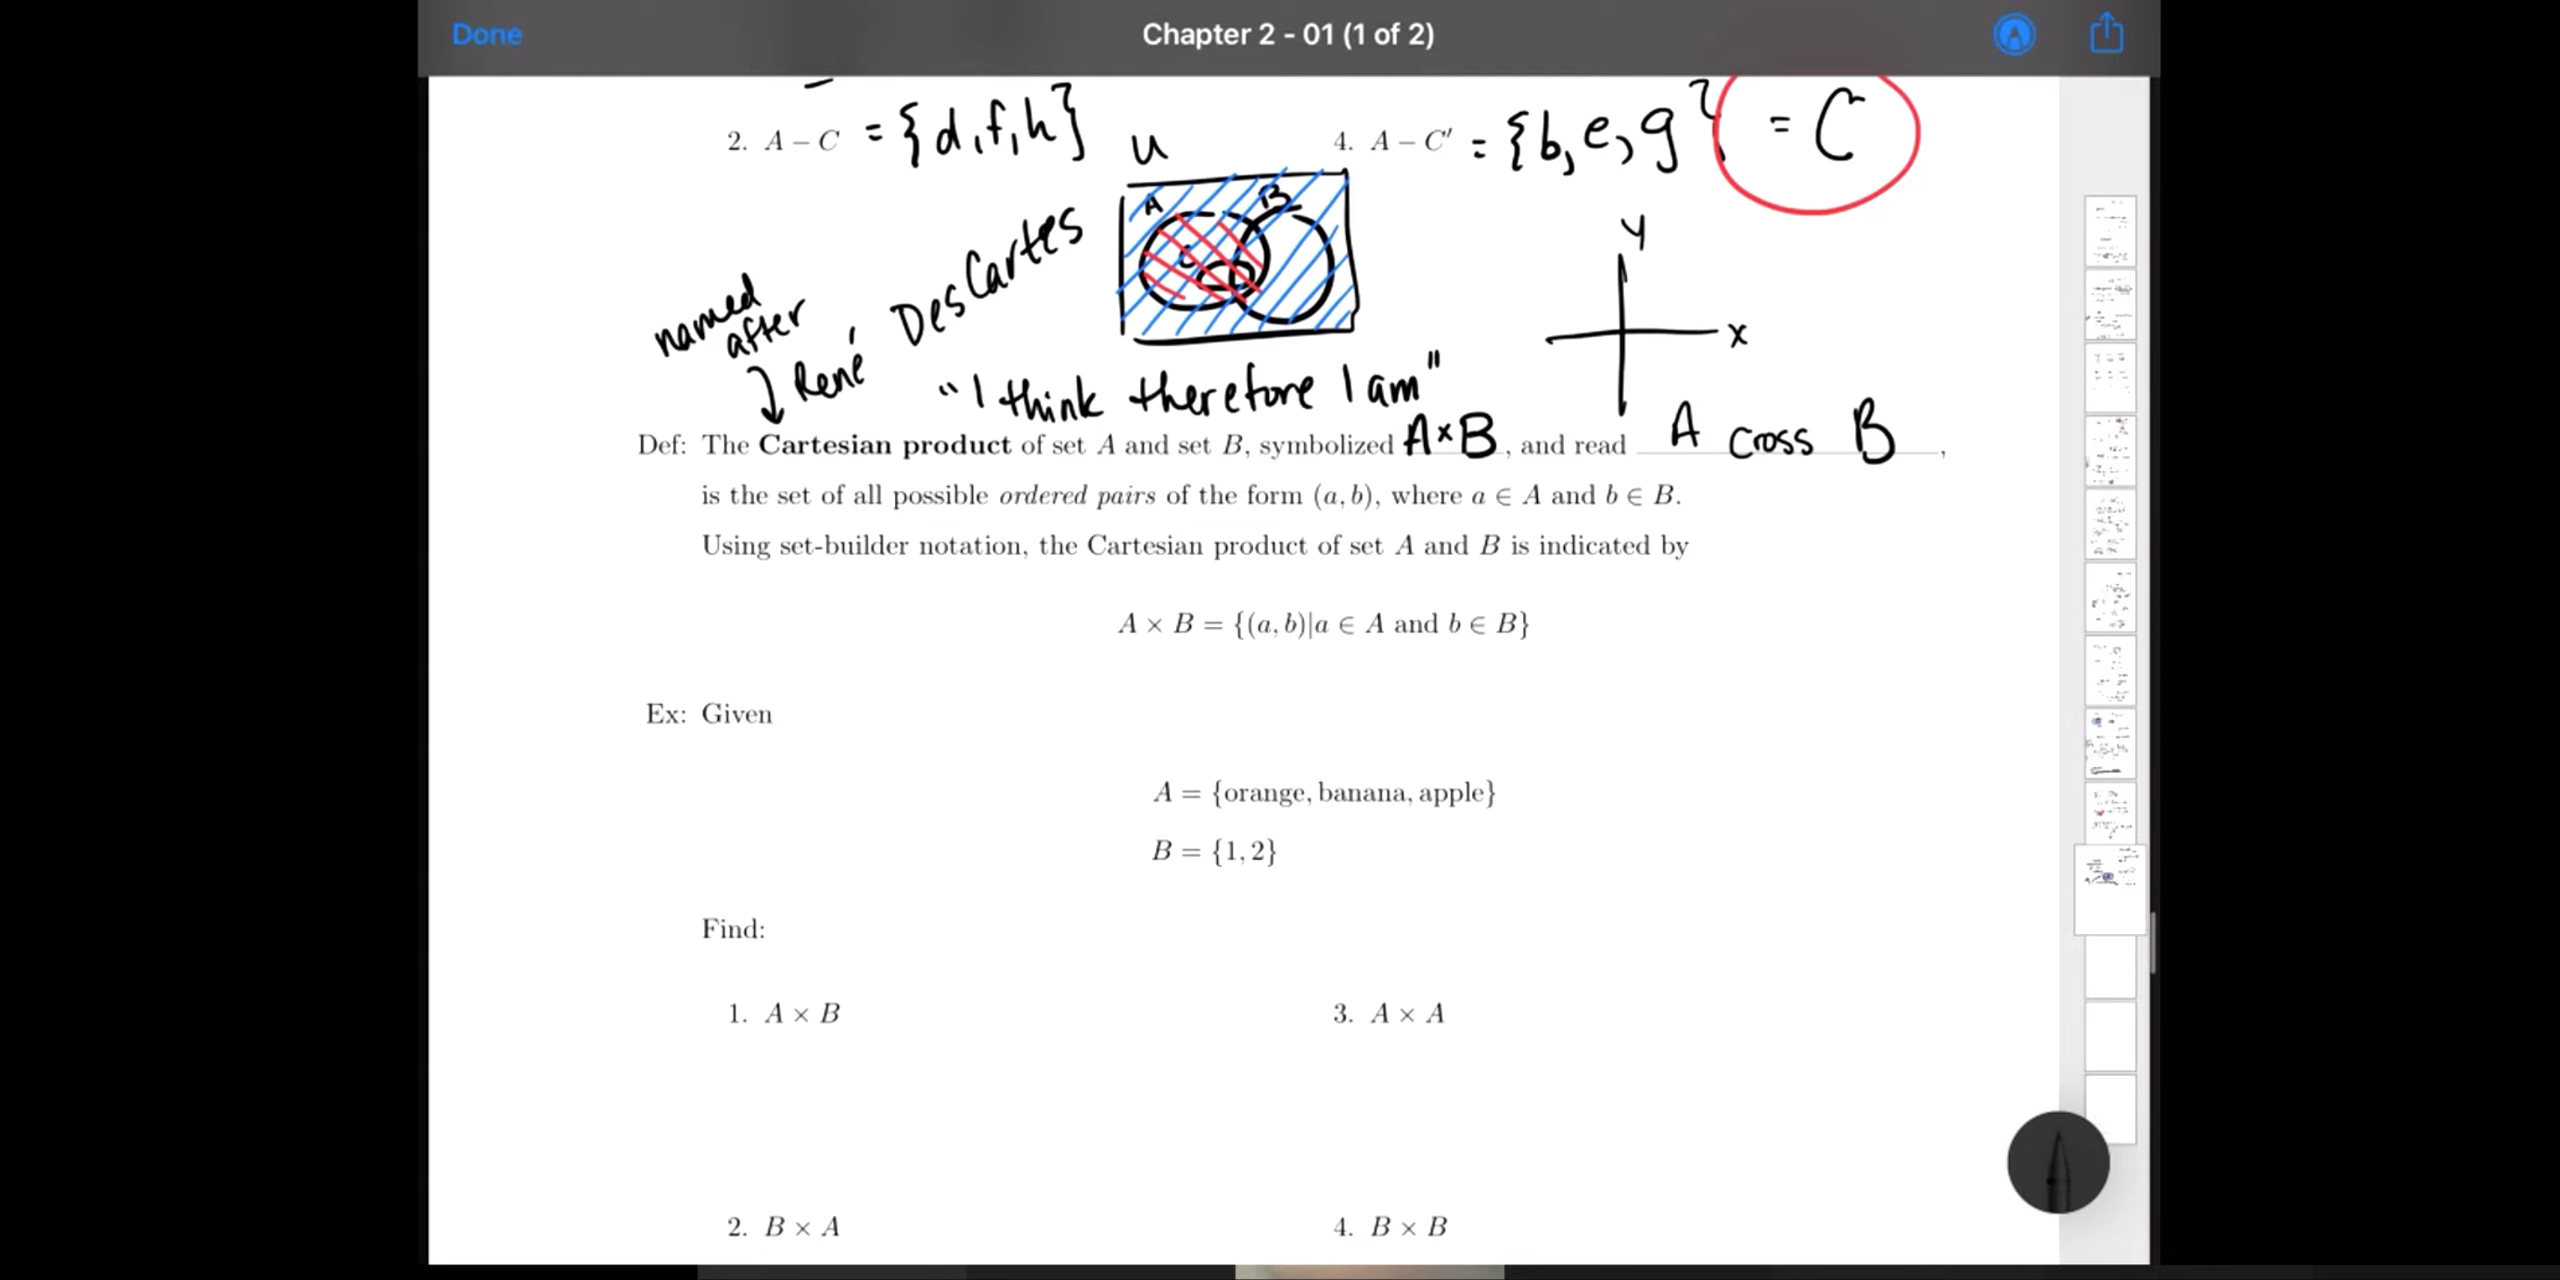 Done
Chapter 2 - 01 (1 of 2)
2. A − C = {d, f, h}
4. A − C′ = {b, e, g} = C
U
A B
C
y
x
named after
René DesCartes
"I think therefore I am"
Def: The Cartesian product of set A and set B, symbolized A×B, and read A cross B,
is the set of all possible ordered pairs of the form (a, b), where a ∈ A and b ∈ B.
Using set-builder notation, the Cartesian product of set A and B is indicated by
A × B = {(a, b)|a ∈ A and b ∈ B}
Ex: Given
A = {orange, banana, apple}
B = {1, 2}
Find:
1. A × B
3. A × A
2. B × A
4. B × B